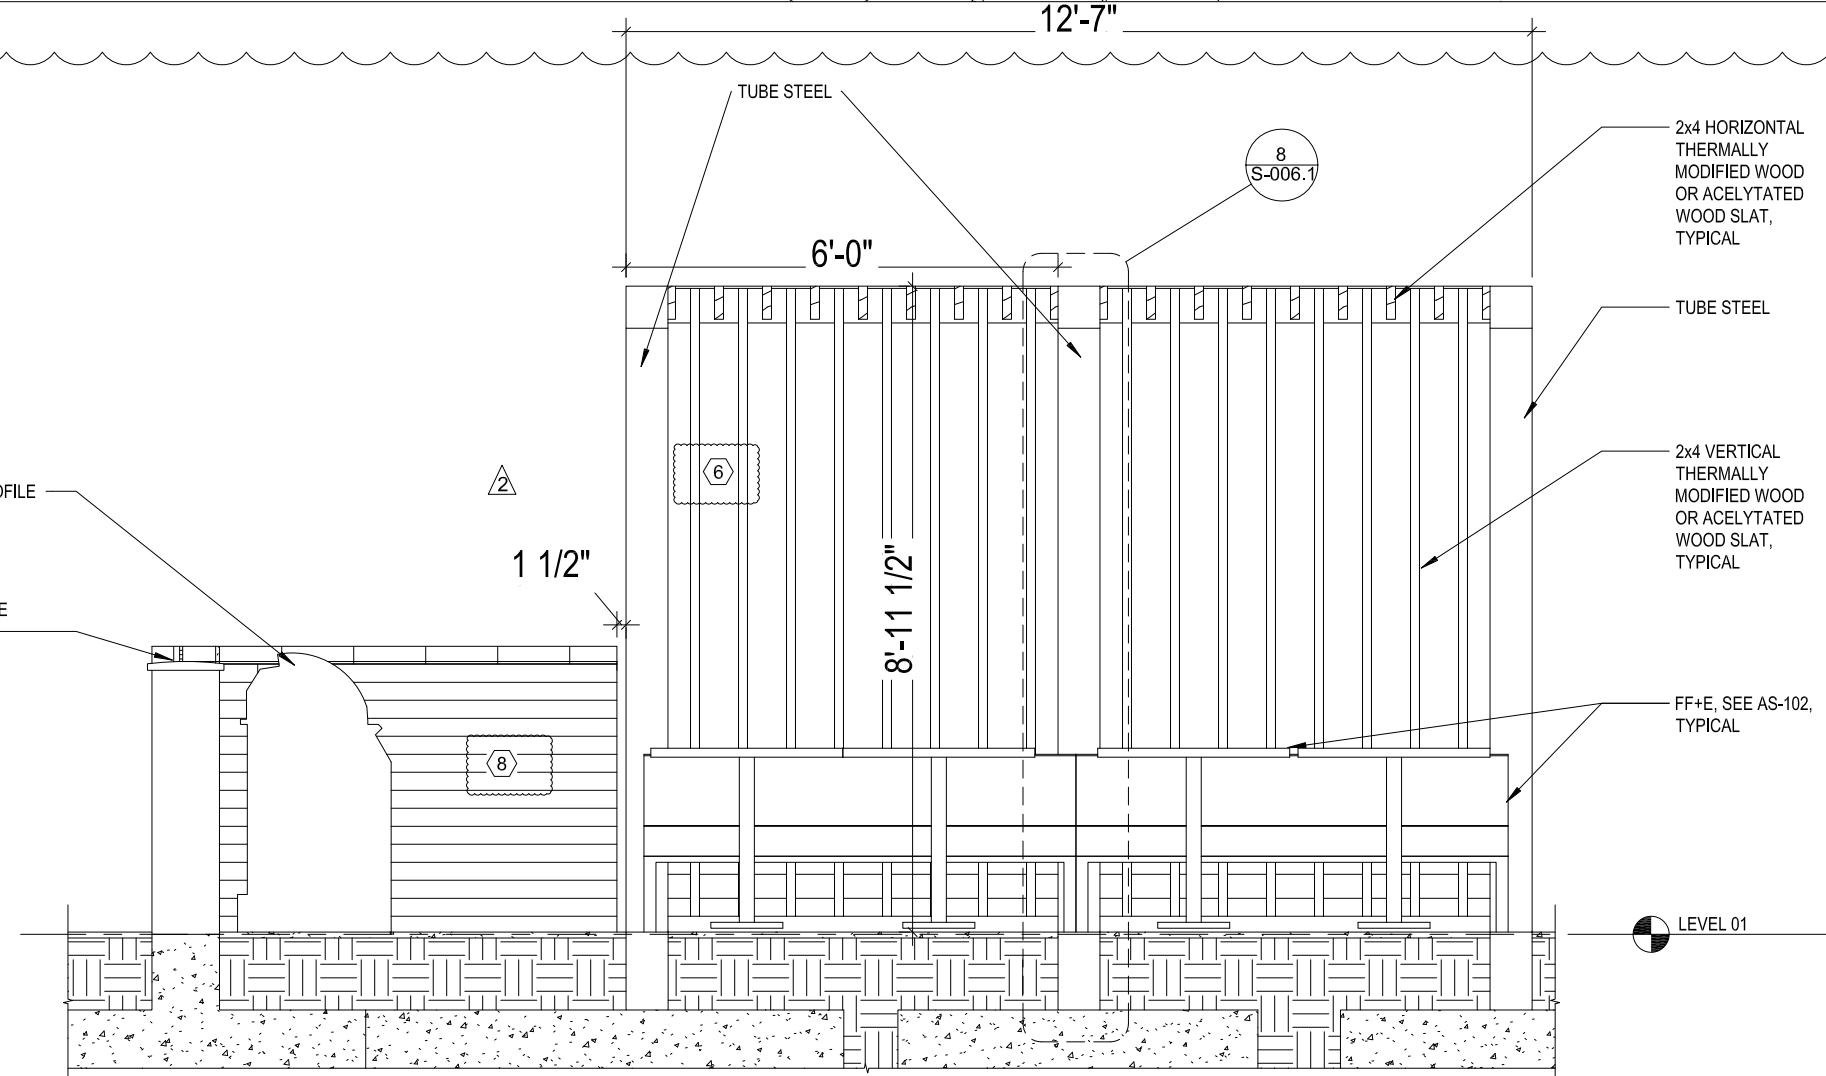 12'-7"
TUBE STEEL
8
S-006.1
2x4 HORIZONTAL
THERMALLY
MODIFIED WOOD
OR ACELYTATED
WOOD SLAT,
TYPICAL
6'-0"
TUBE STEEL
6
2
OFILE
2x4 VERTICAL
THERMALLY
MODIFIED WOOD
OR ACELYTATED
WOOD SLAT,
TYPICAL
1 1/2"
8'-11 1/2"
E
8
FF+E, SEE AS-102,
TYPICAL
LEVEL 01